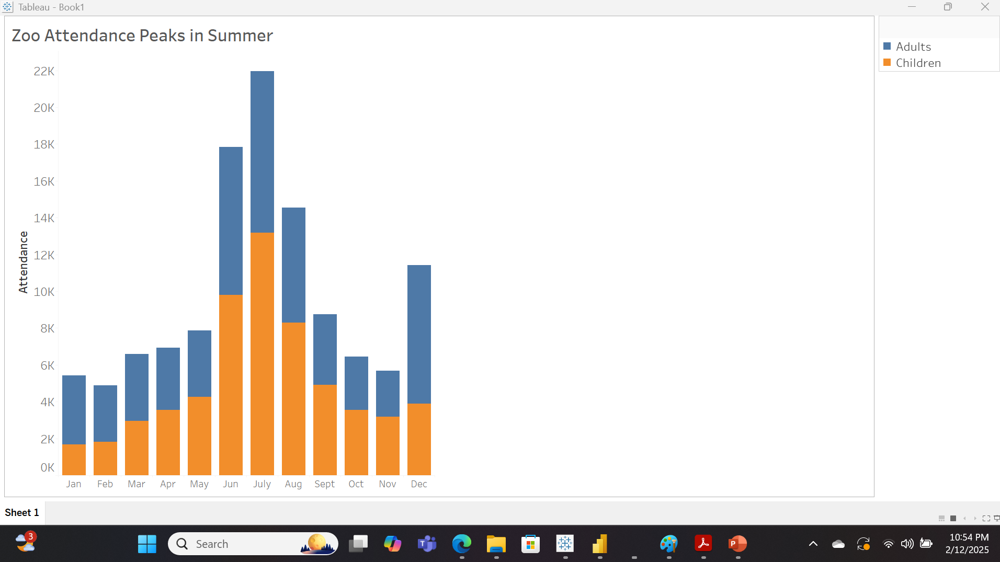 Tableau - Book1
Zoo Attendance Peaks in Summer
Adults
Children
22K
20K
18K
16K
14K
12K
10K
8K
6K
4K
2K
0K
Attendance
Jan Feb Mar Apr May Jun July Aug Sept Oct Nov Dec
Sheet 1
3
Search
T
P
10:54 PM
2/12/2025